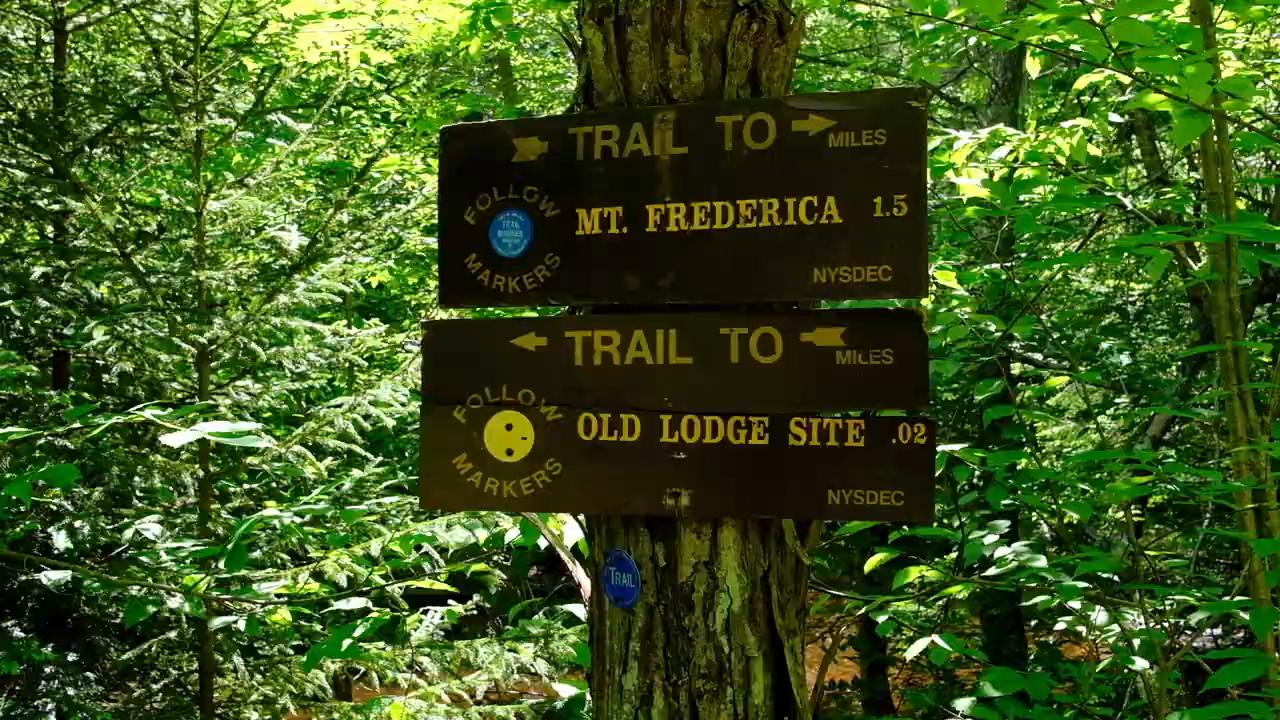 TRAIL TO MILES
FOLLOW
TRAIL
MARKERS
MT. FREDERICA 1.5
NYSDEC
TRAIL TO MILES
FOLLOW
MARKERS
OLD LODGE SITE .02
NYSDEC
TRAIL